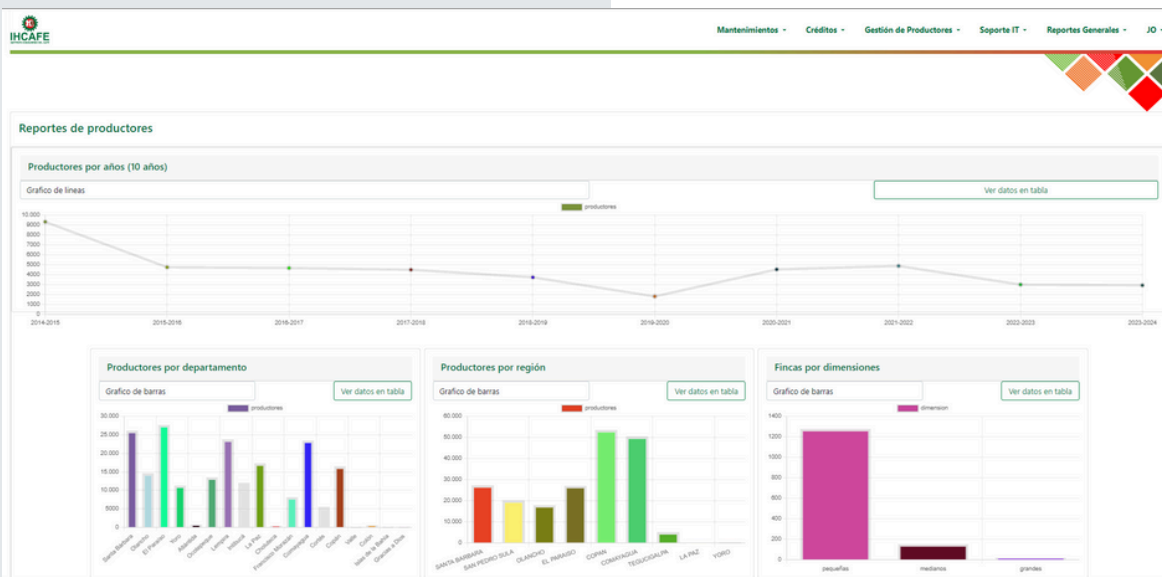 IHCAFE
Mantenimientos
Créditos
Gestión de Productores
Soporte IT
Reportes Generales
JO
Reportes de productores
Productores por años (10 años)
Grafico de lineas
Ver datos en tabla
productores
10.000
9000
8000
7000
6000
5000
4000
3000
2000
1000
0
2014-2015
2015-2016
2016-2017
2017-2018
2018-2019
2019-2020
2020-2021
2021-2022
2022-2023
2023-2024
Productores por departamento
Grafico de barras
Ver datos en tabla
productores
30.000
25.000
20.000
15.000
10.000
5000
0
Santa Bárbara
Olancho
El Paraíso
Yoro
Atlántida
Ocotepeque
Lempira
Intibucá
La Paz
Choluteca
Francisco Morazán
Comayagua
Cortés
Copán
Valle
Colón
Islas de la Bahía
Gracias a Dios
Productores por región
Grafico de barras
Ver datos en tabla
productores
60.000
50.000
40.000
30.000
20.000
10.000
0
SANTA BARBARA
SAN PEDRO SULA
OLANCHO
EL PARAISO
COPAN
COMAYAGUA
TEGUCIGALPA
LA PAZ
YORO
Fincas por dimensiones
Grafico de barras
Ver datos en tabla
dimension
1400
1200
1000
800
600
400
200
0
pequeñas
medianos
grandes